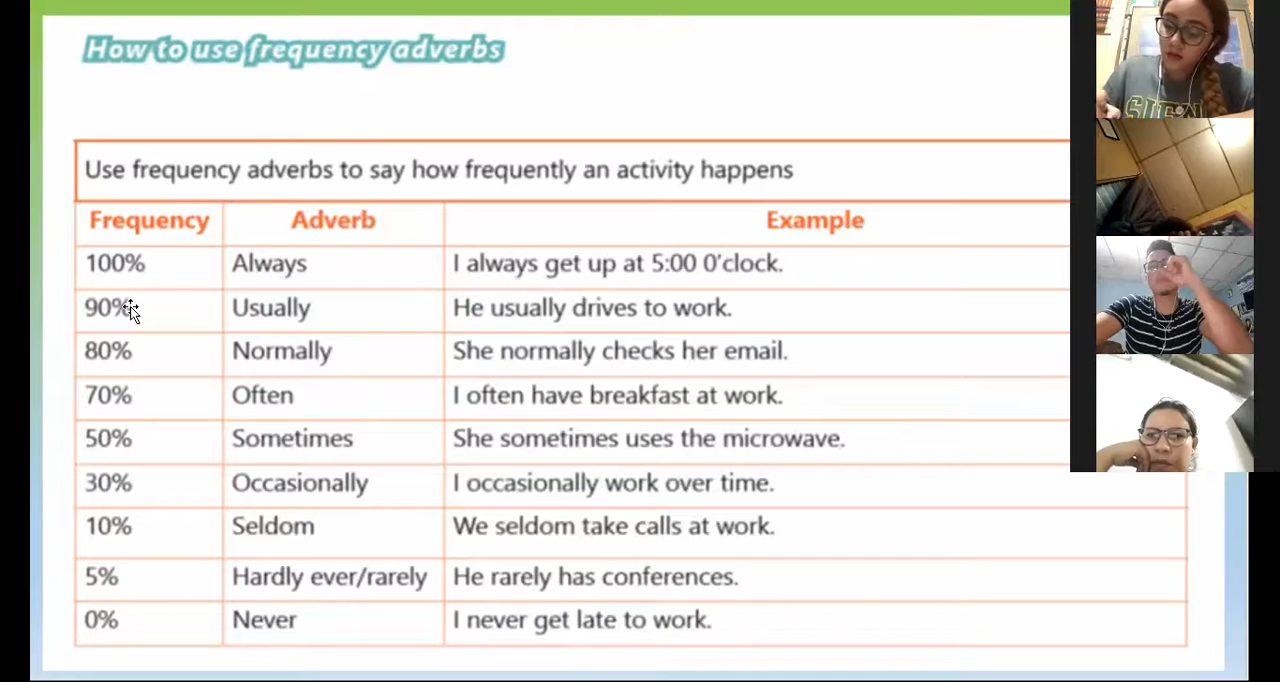 How to use frequency adverbs
Use frequency adverbs to say how frequently an activity happens
Frequency Adverb Example
100% Always I always get up at 5:00 0'clock.
90% Usually He usually drives to work.
80% Normally She normally checks her email.
70% Often I often have breakfast at work.
50% Sometimes She sometimes uses the microwave.
30% Occasionally I occasionally work over time.
10% Seldom We seldom take calls at work.
5% Hardly ever/rarely He rarely has conferences.
0% Never I never get late to work.